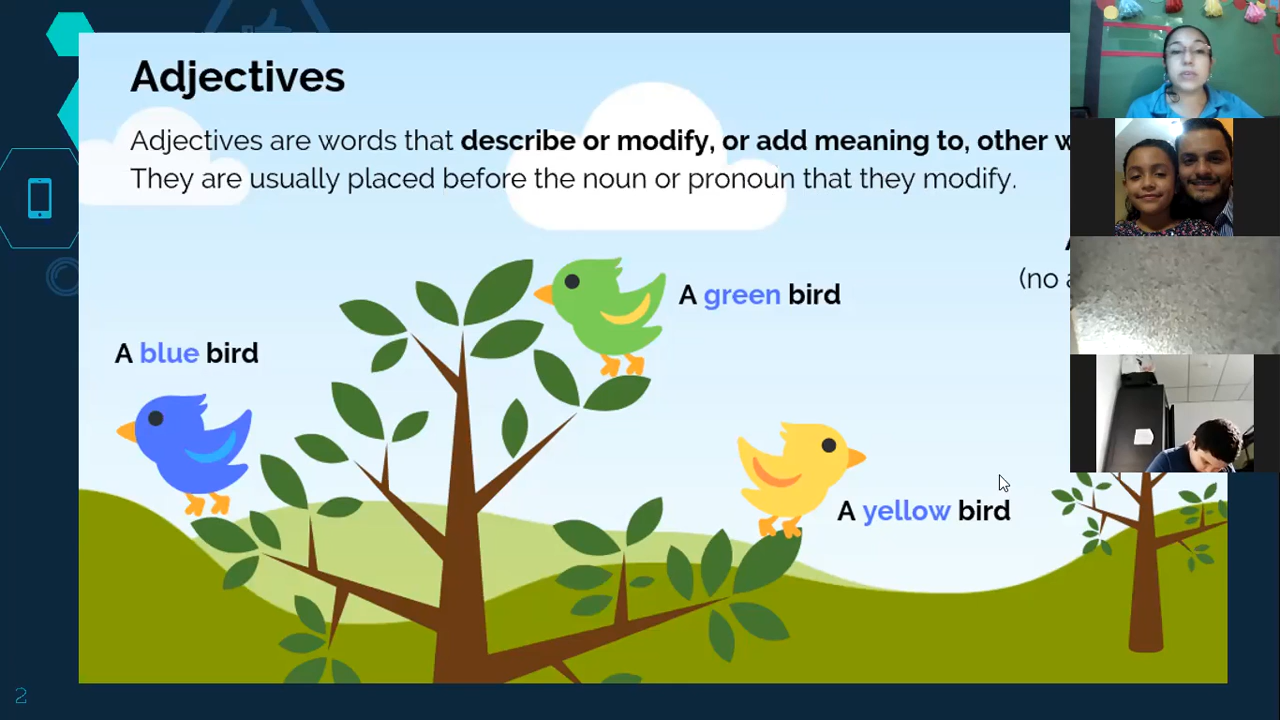 Adjectives
Adjectives are words that describe or modify, or add meaning to, other
They are usually placed before the noun or pronoun that they modify.
(no
A green bird
A blue bird
A yellow bird
2